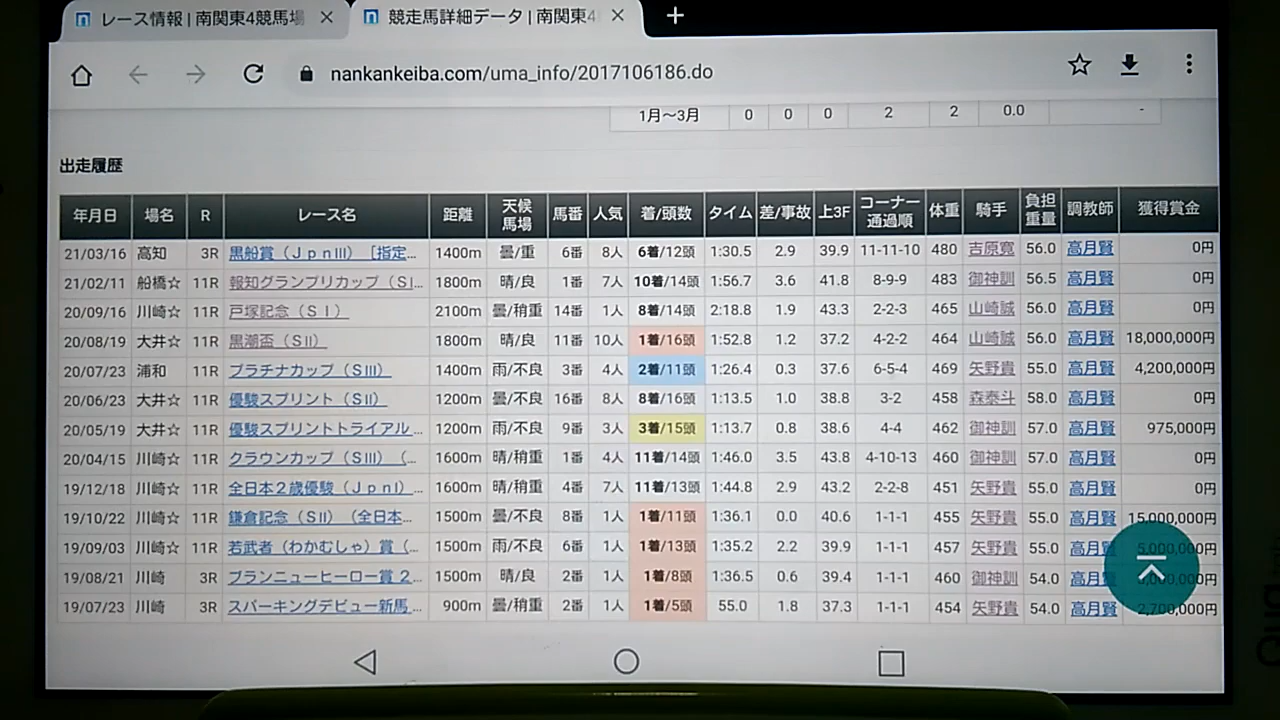 レース情報 | 南関東4競馬場 ×
競走馬詳細データ | 南関東4 × +
nankankeiba.com/uma_info/2017106186.do
1月～3月 0 0 0 2 2 0.0 -
出走履歴
年月日 場名 R レース名 距離 天候 馬場 馬番 人気 着/頭数 タイム 差/事故 上3F コーナー 通過順 体重 騎手 負担 重量 調教師 獲得賞金
21/03/16 高知 3R 黒船賞（ＪｐｎⅢ）［指定... 1400m 曇/重 6番 8人 6着/12頭 1:30.5 2.9 39.9 11-11-10 480 吉原寛 56.0 高月賢 0円
21/02/11 船橋☆ 11R 報知グランプリカップ（ＳⅠ... 1800m 晴/良 1番 7人 10着/14頭 1:56.7 3.6 41.8 8-9-9 483 御神訓 56.5 高月賢 0円
20/09/16 川崎☆ 11R 戸塚記念（ＳⅠ） 2100m 曇/稍重 14番 1人 8着/14頭 2:18.8 1.9 43.3 2-2-3 465 山崎誠 56.0 高月賢 0円
20/08/19 大井☆ 11R 黒潮盃（ＳⅡ） 1800m 晴/良 11番 10人 1着/16頭 1:52.8 1.2 37.2 4-2-2 464 山崎誠 56.0 高月賢 18,000,000円
20/07/23 浦和 11R プラチナカップ（ＳⅢ） 1400m 雨/不良 3番 4人 2着/11頭 1:26.4 0.3 37.6 6-5-4 469 矢野貴 55.0 高月賢 4,200,000円
20/06/23 大井☆ 11R 優駿スプリント（ＳⅡ） 1200m 曇/不良 16番 8人 8着/16頭 1:13.5 1.0 38.8 3-2 458 森泰斗 58.0 高月賢 0円
20/05/19 大井☆ 11R 優駿スプリントトライアル... 1200m 雨/不良 9番 3人 3着/15頭 1:13.7 0.8 38.6 4-4 462 御神訓 57.0 高月賢 975,000円
20/04/15 川崎☆ 11R クラウンカップ（ＳⅢ）（... 1600m 晴/稍重 1番 4人 11着/14頭 1:46.0 3.5 43.8 4-10-13 460 御神訓 57.0 高月賢 0円
19/12/18 川崎☆ 11R 全日本２歳優駿（ＪｐｎⅠ）... 1600m 晴/稍重 4番 7人 11着/13頭 1:44.8 2.9 43.2 2-2-8 451 矢野貴 55.0 高月賢 0円
19/10/22 川崎☆ 11R 鎌倉記念（ＳⅡ）（全日本... 1500m 曇/不良 8番 1人 1着/11頭 1:36.1 0.0 40.6 1-1-1 455 矢野貴 55.0 高月賢 15,000,000円
19/09/03 川崎☆ 11R 若武者（わかむしゃ）賞（... 1500m 雨/不良 6番 1人 1着/13頭 1:35.2 2.2 39.9 1-1-1 457 矢野貴 55.0 高月賢 5,000,000円
19/08/21 川崎 3R ブランニューヒーロー賞２... 1500m 晴/良 2番 1人 1着/8頭 1:36.5 0.6 39.4 1-1-1 460 御神訓 54.0 高月賢
19/07/23 川崎 3R スパーキングデビュー新馬... 900m 曇/稍重 2番 1人 1着/5頭 55.0 1.8 37.3 1-1-1 454 矢野貴 54.0 高月賢 2,700,000円